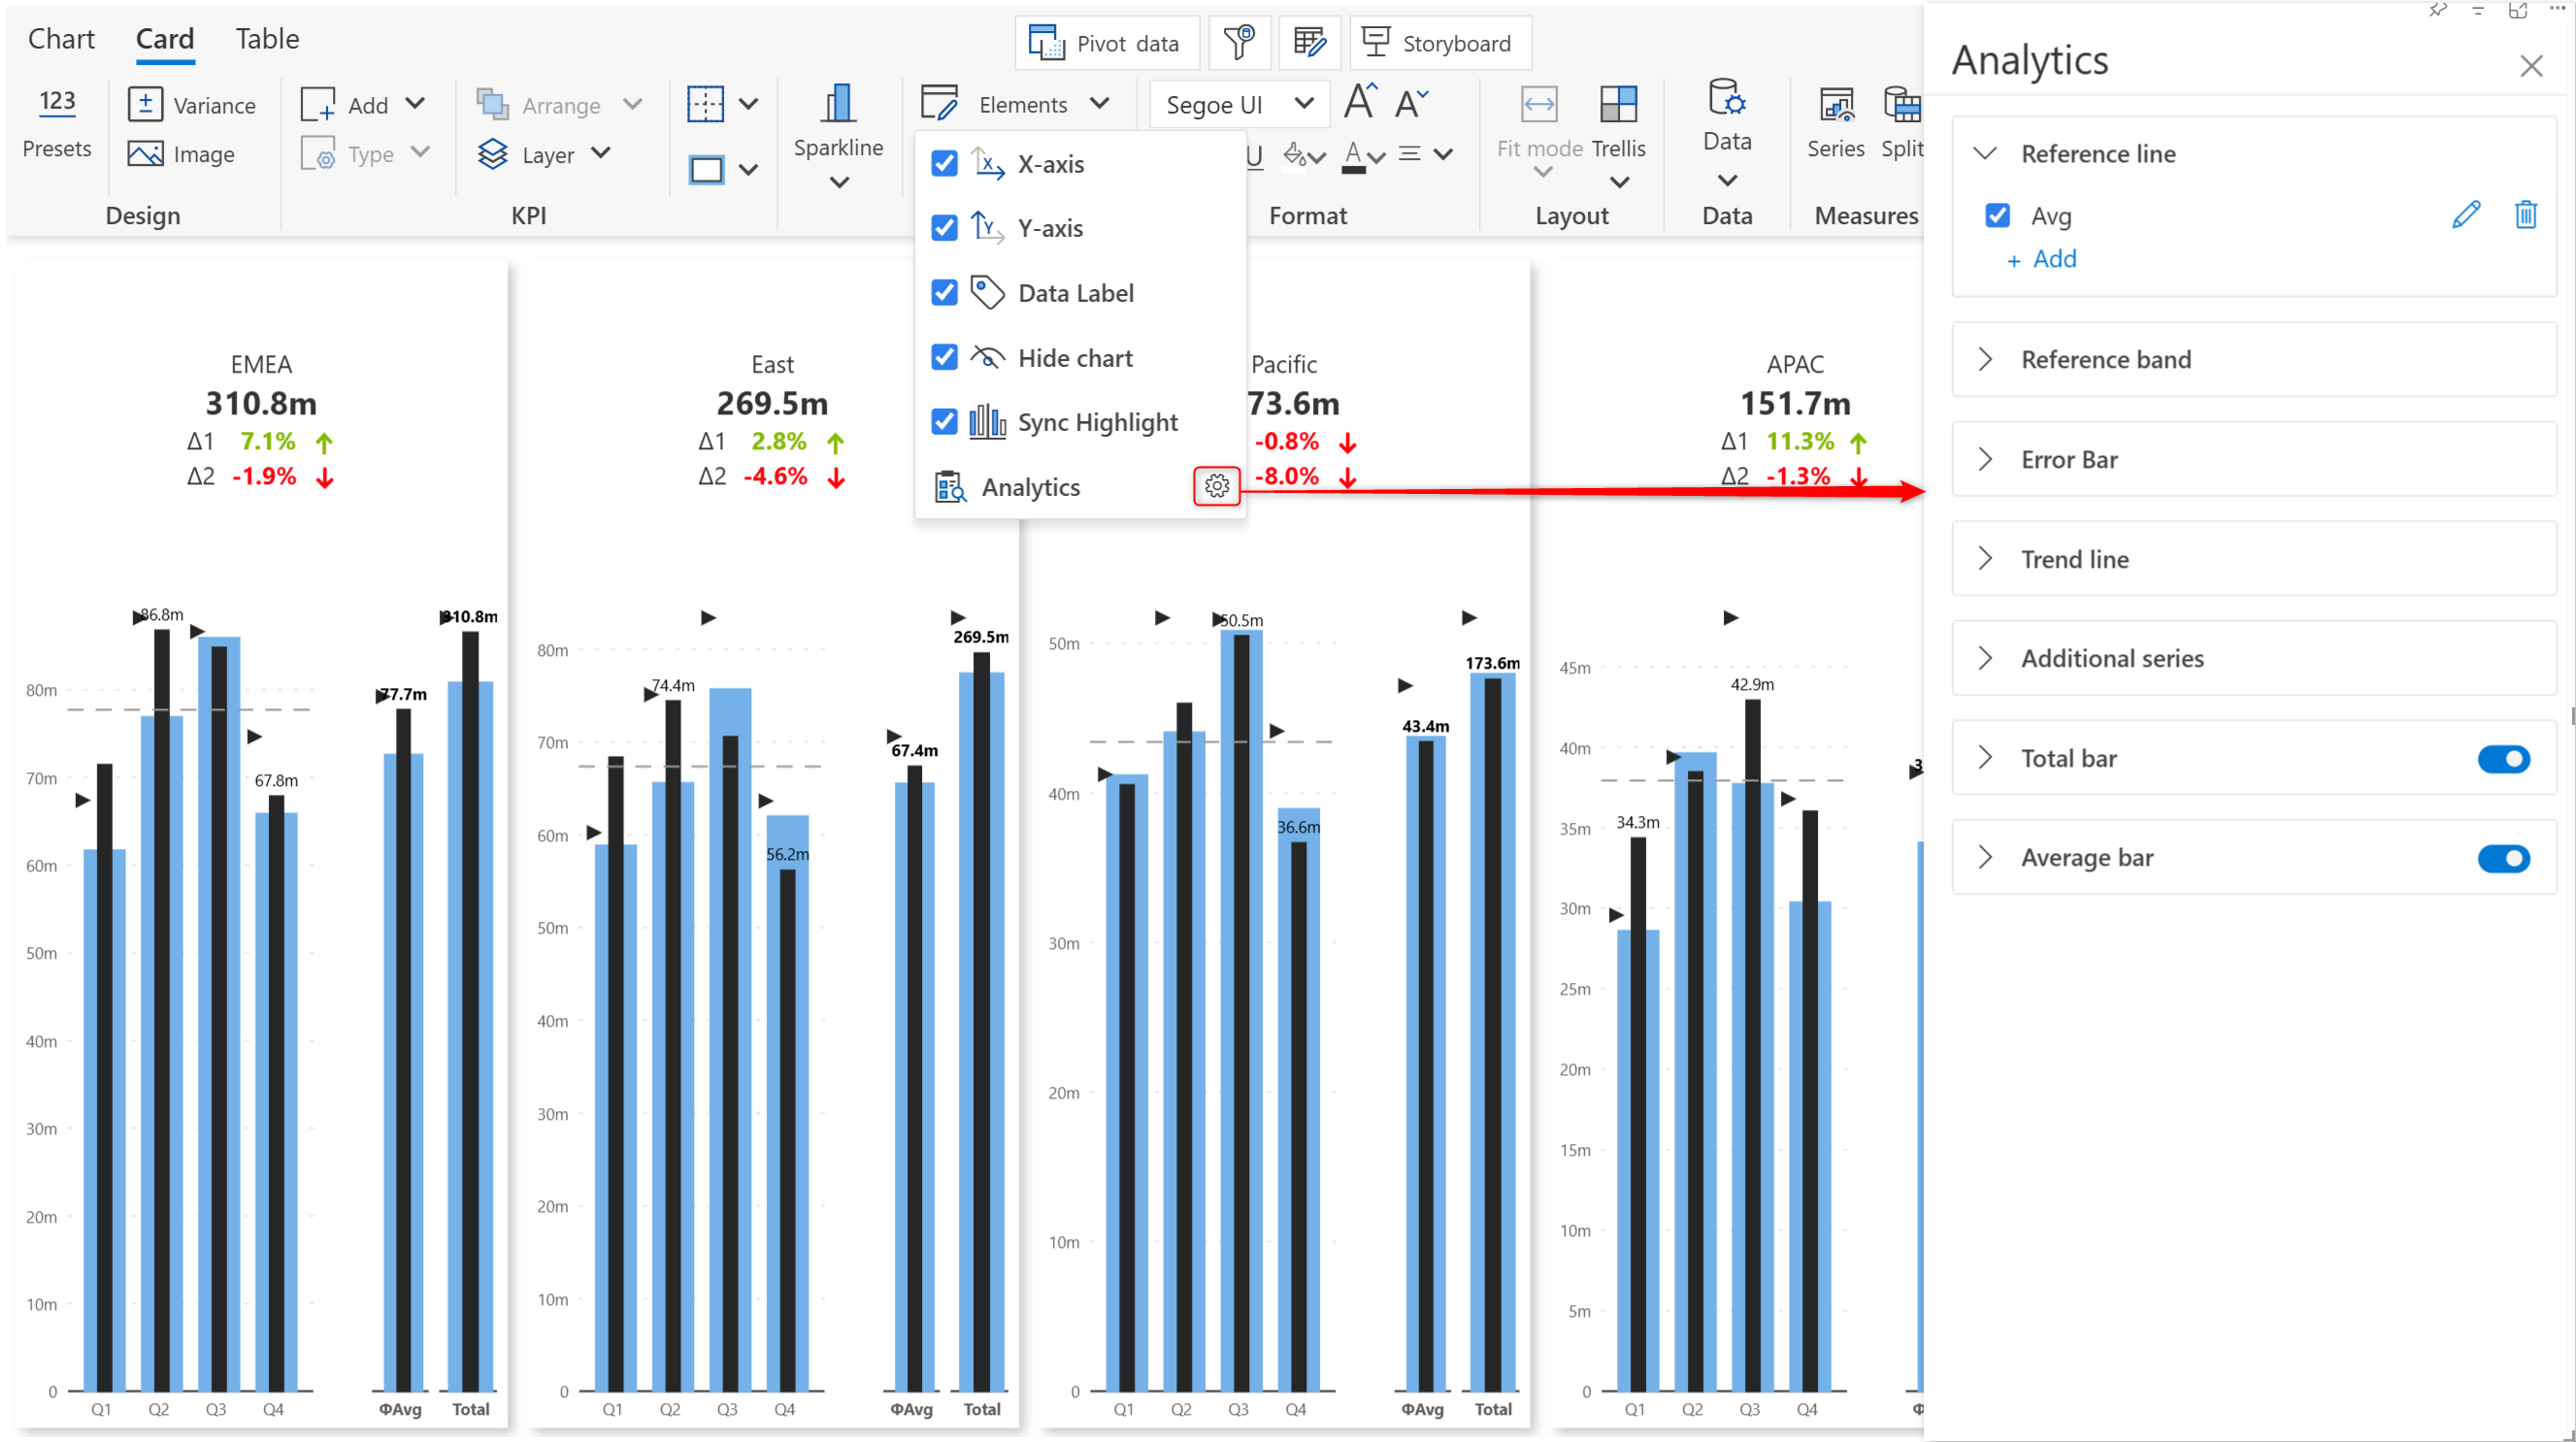 Chart Card Table
Pivot data Storyboard
123
Presets
Variance
Image
Design
Add
Type
Arrange
Layer
KPI
Sparkline
Elements
Segoe UI
A A
U A
Format
Fit mode Trellis
Layout
Data
Data
Series Split
Measures
X-axis
Y-axis
Data Label
Hide chart
Sync Highlight
Analytics
Analytics
Reference line
Avg
+ Add
Reference band
Error Bar
Trend line
Additional series
Total bar
Average bar
EMEA
310.8m
Δ1 7.1%
Δ2 -1.9%
86.8m
310.8m
77.7m
67.8m
80m
70m
60m
50m
40m
30m
20m
10m
0
Q1 Q2 Q3 Q4 ΦAvg Total
East
269.5m
Δ1 2.8%
Δ2 -4.6%
269.5m
74.4m
67.4m
56.2m
80m
70m
60m
50m
40m
30m
20m
10m
0
Q1 Q2 Q3 Q4 ΦAvg Total
Pacific
73.6m
-0.8%
-8.0%
50.5m
173.6m
43.4m
36.6m
50m
40m
30m
20m
10m
0
Q1 Q2 Q3 Q4 ΦAvg Total
APAC
151.7m
Δ1 11.3%
Δ2 -1.3%
42.9m
34.3m
3
45m
40m
35m
30m
25m
20m
15m
10m
5m
0
Q1 Q2 Q3 Q4 Φ